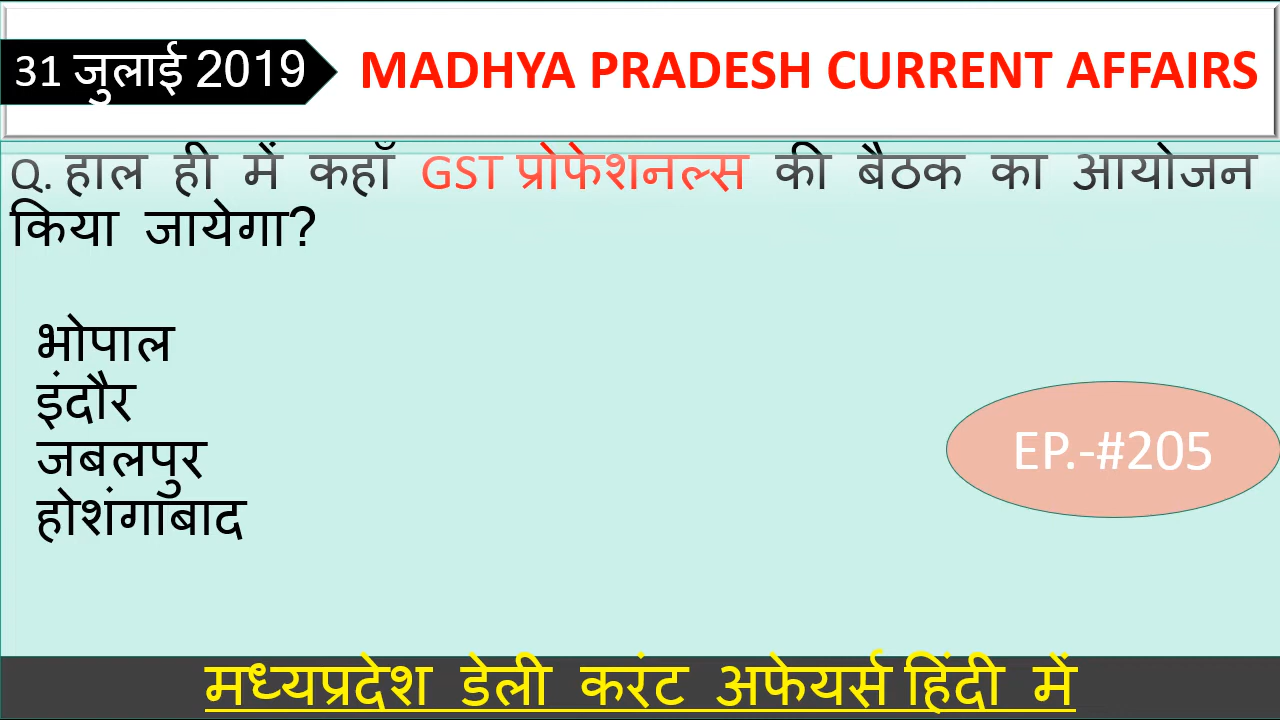 31 जुलाई 2019
MADHYA PRADESH CURRENT AFFAIRS
Q. हाल ही में कहाँ GST प्रोफेशनल्स की बैठक का आयोजन
किया जायेगा?
भोपाल
इंदौर
जबलपुर
होशंगाबाद
EP.-#205
मध्यप्रदेश डेली करंट अफेयर्स हिंदी में